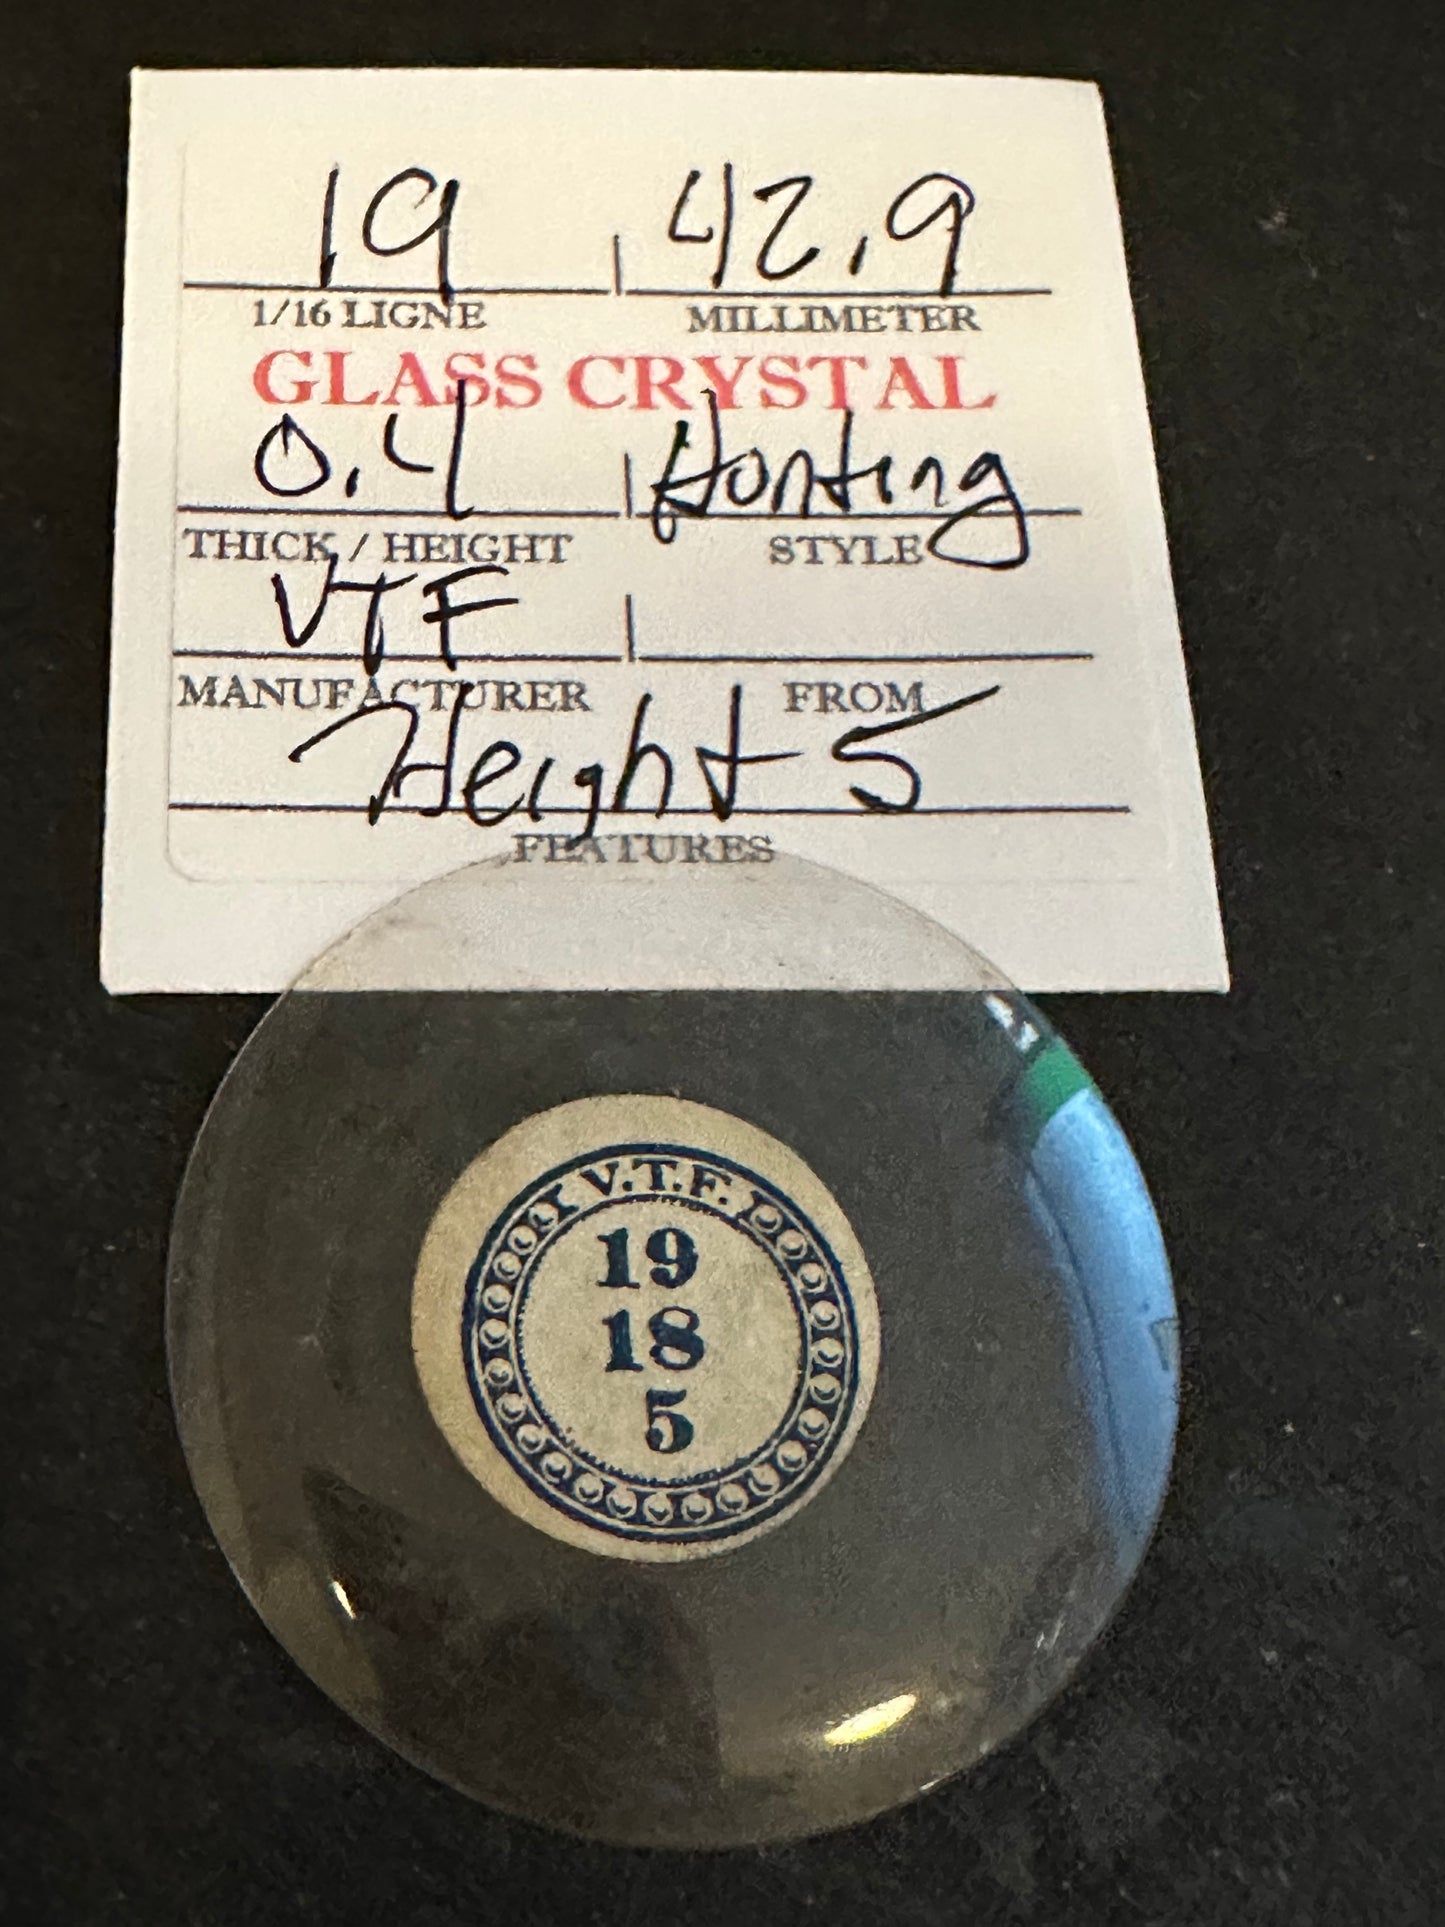 19 42.9
1/16 LIGNE MILLIMETER
GLASS CRYSTAL
0.4 Hunting
THICK / HEIGHT STYLE
VTF
MANUFACTURER FROM
Height 5
FEATURES
V.T.F.
19
18
5